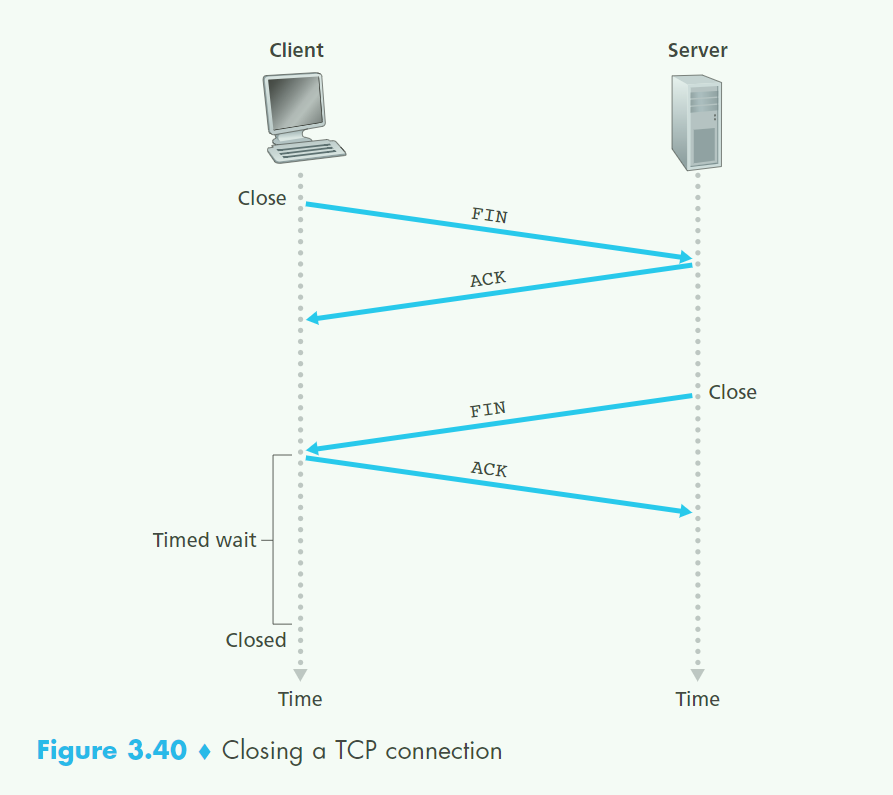 Client
Server
Close
FIN
ACK
Close
FIN
ACK
Timed wait
Closed
Time
Time
Figure 3.40 ♦ Closing a TCP connection